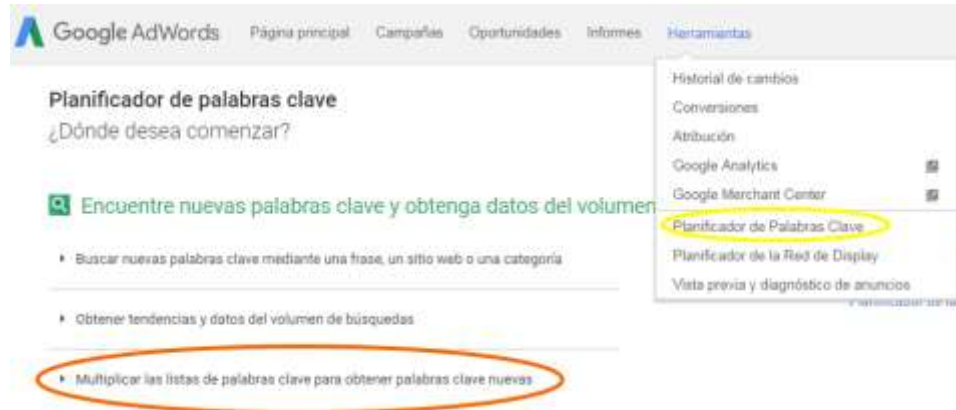 Google AdWords Página principal Campañas Oportunidades Informes Herramientas
Historial de cambios
Conversiones
Atribución
Google Analytics
Google Merchant Center
Planificador de Palabras Clave
Planificador de la Red de Display
Vista previa y diagnóstico de anuncios
Planificador de palabras clave
¿Dónde desea comenzar?
Encuentre nuevas palabras clave y obtenga datos del volumen
Buscar nuevas palabras clave mediante una frase, un sitio web o una categoría
Obtener tendencias y datos del volumen de búsquedas
Multiplicar las listas de palabras clave para obtener palabras clave nuevas